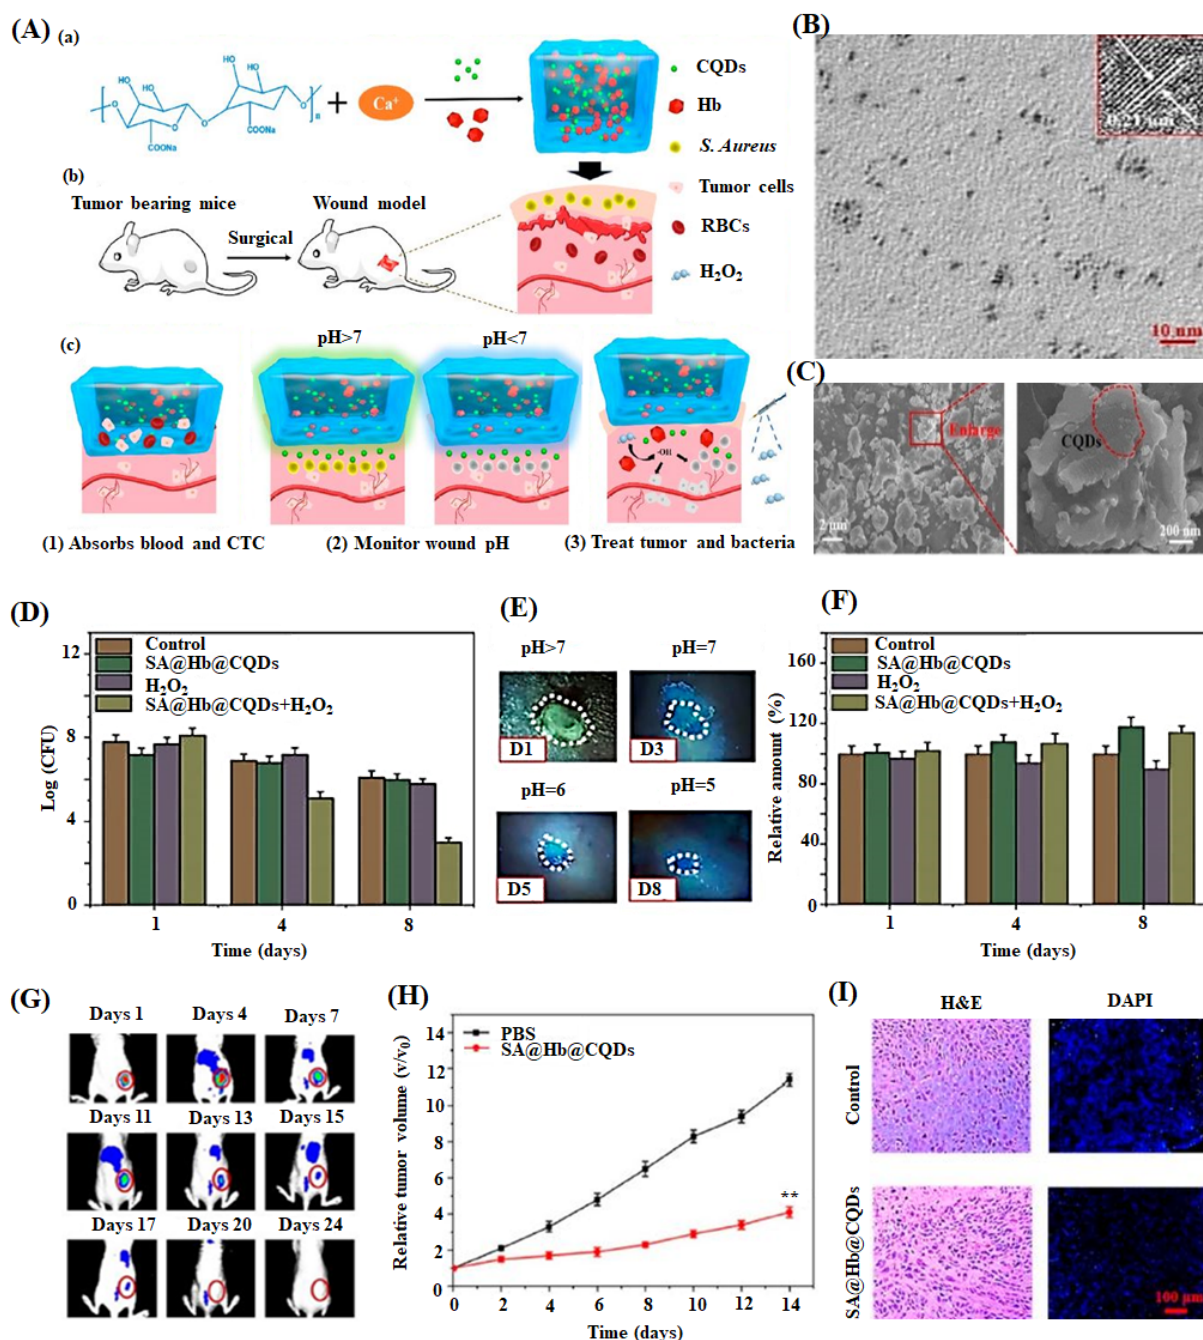 (A)
(a)
HO
HO
HO
HO
COONa
COONa
n
+
Ca⁺
CQDs
Hb
S. Aureus
Tumor cells
RBCs
H₂O₂
(b)
Tumor bearing mice
Surgical
Wound model
(c)
pH>7
pH<7
·OH
(1) Absorbs blood and CTC
(2) Monitor wound pH
(3) Treat tumor and bacteria
(B)
0.21 nm
10 nm
(C)
Enlarge
2 μm
CQDs
200 nm
(D)
Control
SA@Hb@CQDs
H₂O₂
SA@Hb@CQDs+H₂O₂
Log (CFU)
12
8
4
0
1
4
8
Time (days)
(E)
pH>7
pH=7
D1
D3
pH=6
pH=5
D5
D8
(F)
Control
SA@Hb@CQDs
H₂O₂
SA@Hb@CQDs+H₂O₂
Relative amount (%)
160
120
80
40
0
1
4
8
Time (days)
(G)
Days 1
Days 4
Days 7
Days 11
Days 13
Days 15
Days 17
Days 20
Days 24
(H)
PBS
SA@Hb@CQDs
Relative tumor volume (v/v₀)
14
12
10
8
6
4
2
0
**
0
2
4
6
8
10
12
14
Time (days)
(I)
H&E
DAPI
Control
SA@Hb@CQDs
100 μm